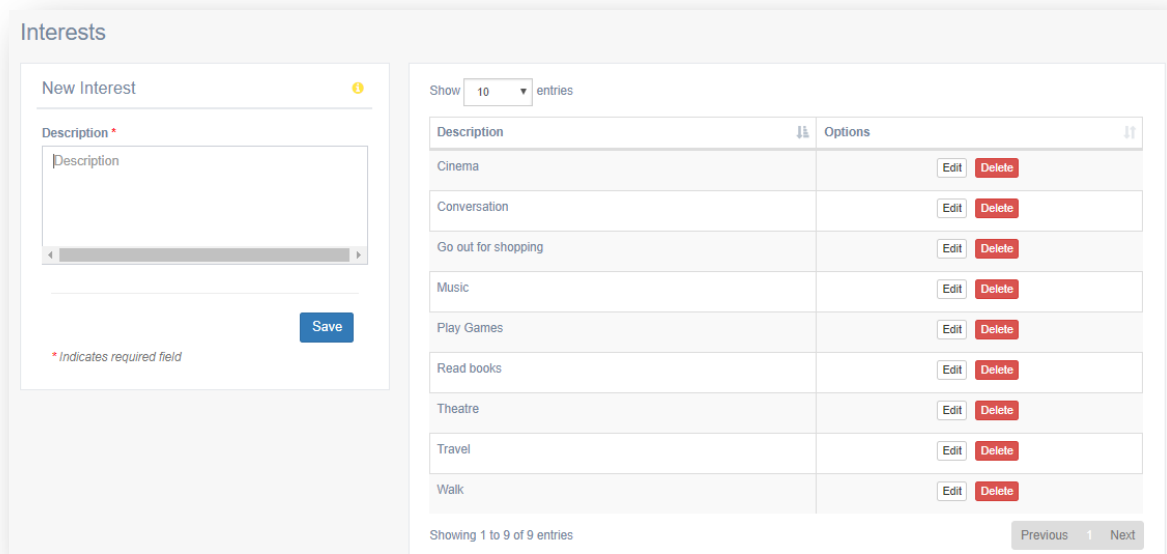 Interests
New Interest
Description *
Description
Save
* Indicates required field
Show 10 entries
Description Options
Cinema Edit Delete
Conversation Edit Delete
Go out for shopping Edit Delete
Music Edit Delete
Play Games Edit Delete
Read books Edit Delete
Theatre Edit Delete
Travel Edit Delete
Walk Edit Delete
Showing 1 to 9 of 9 entries Previous 1 Next